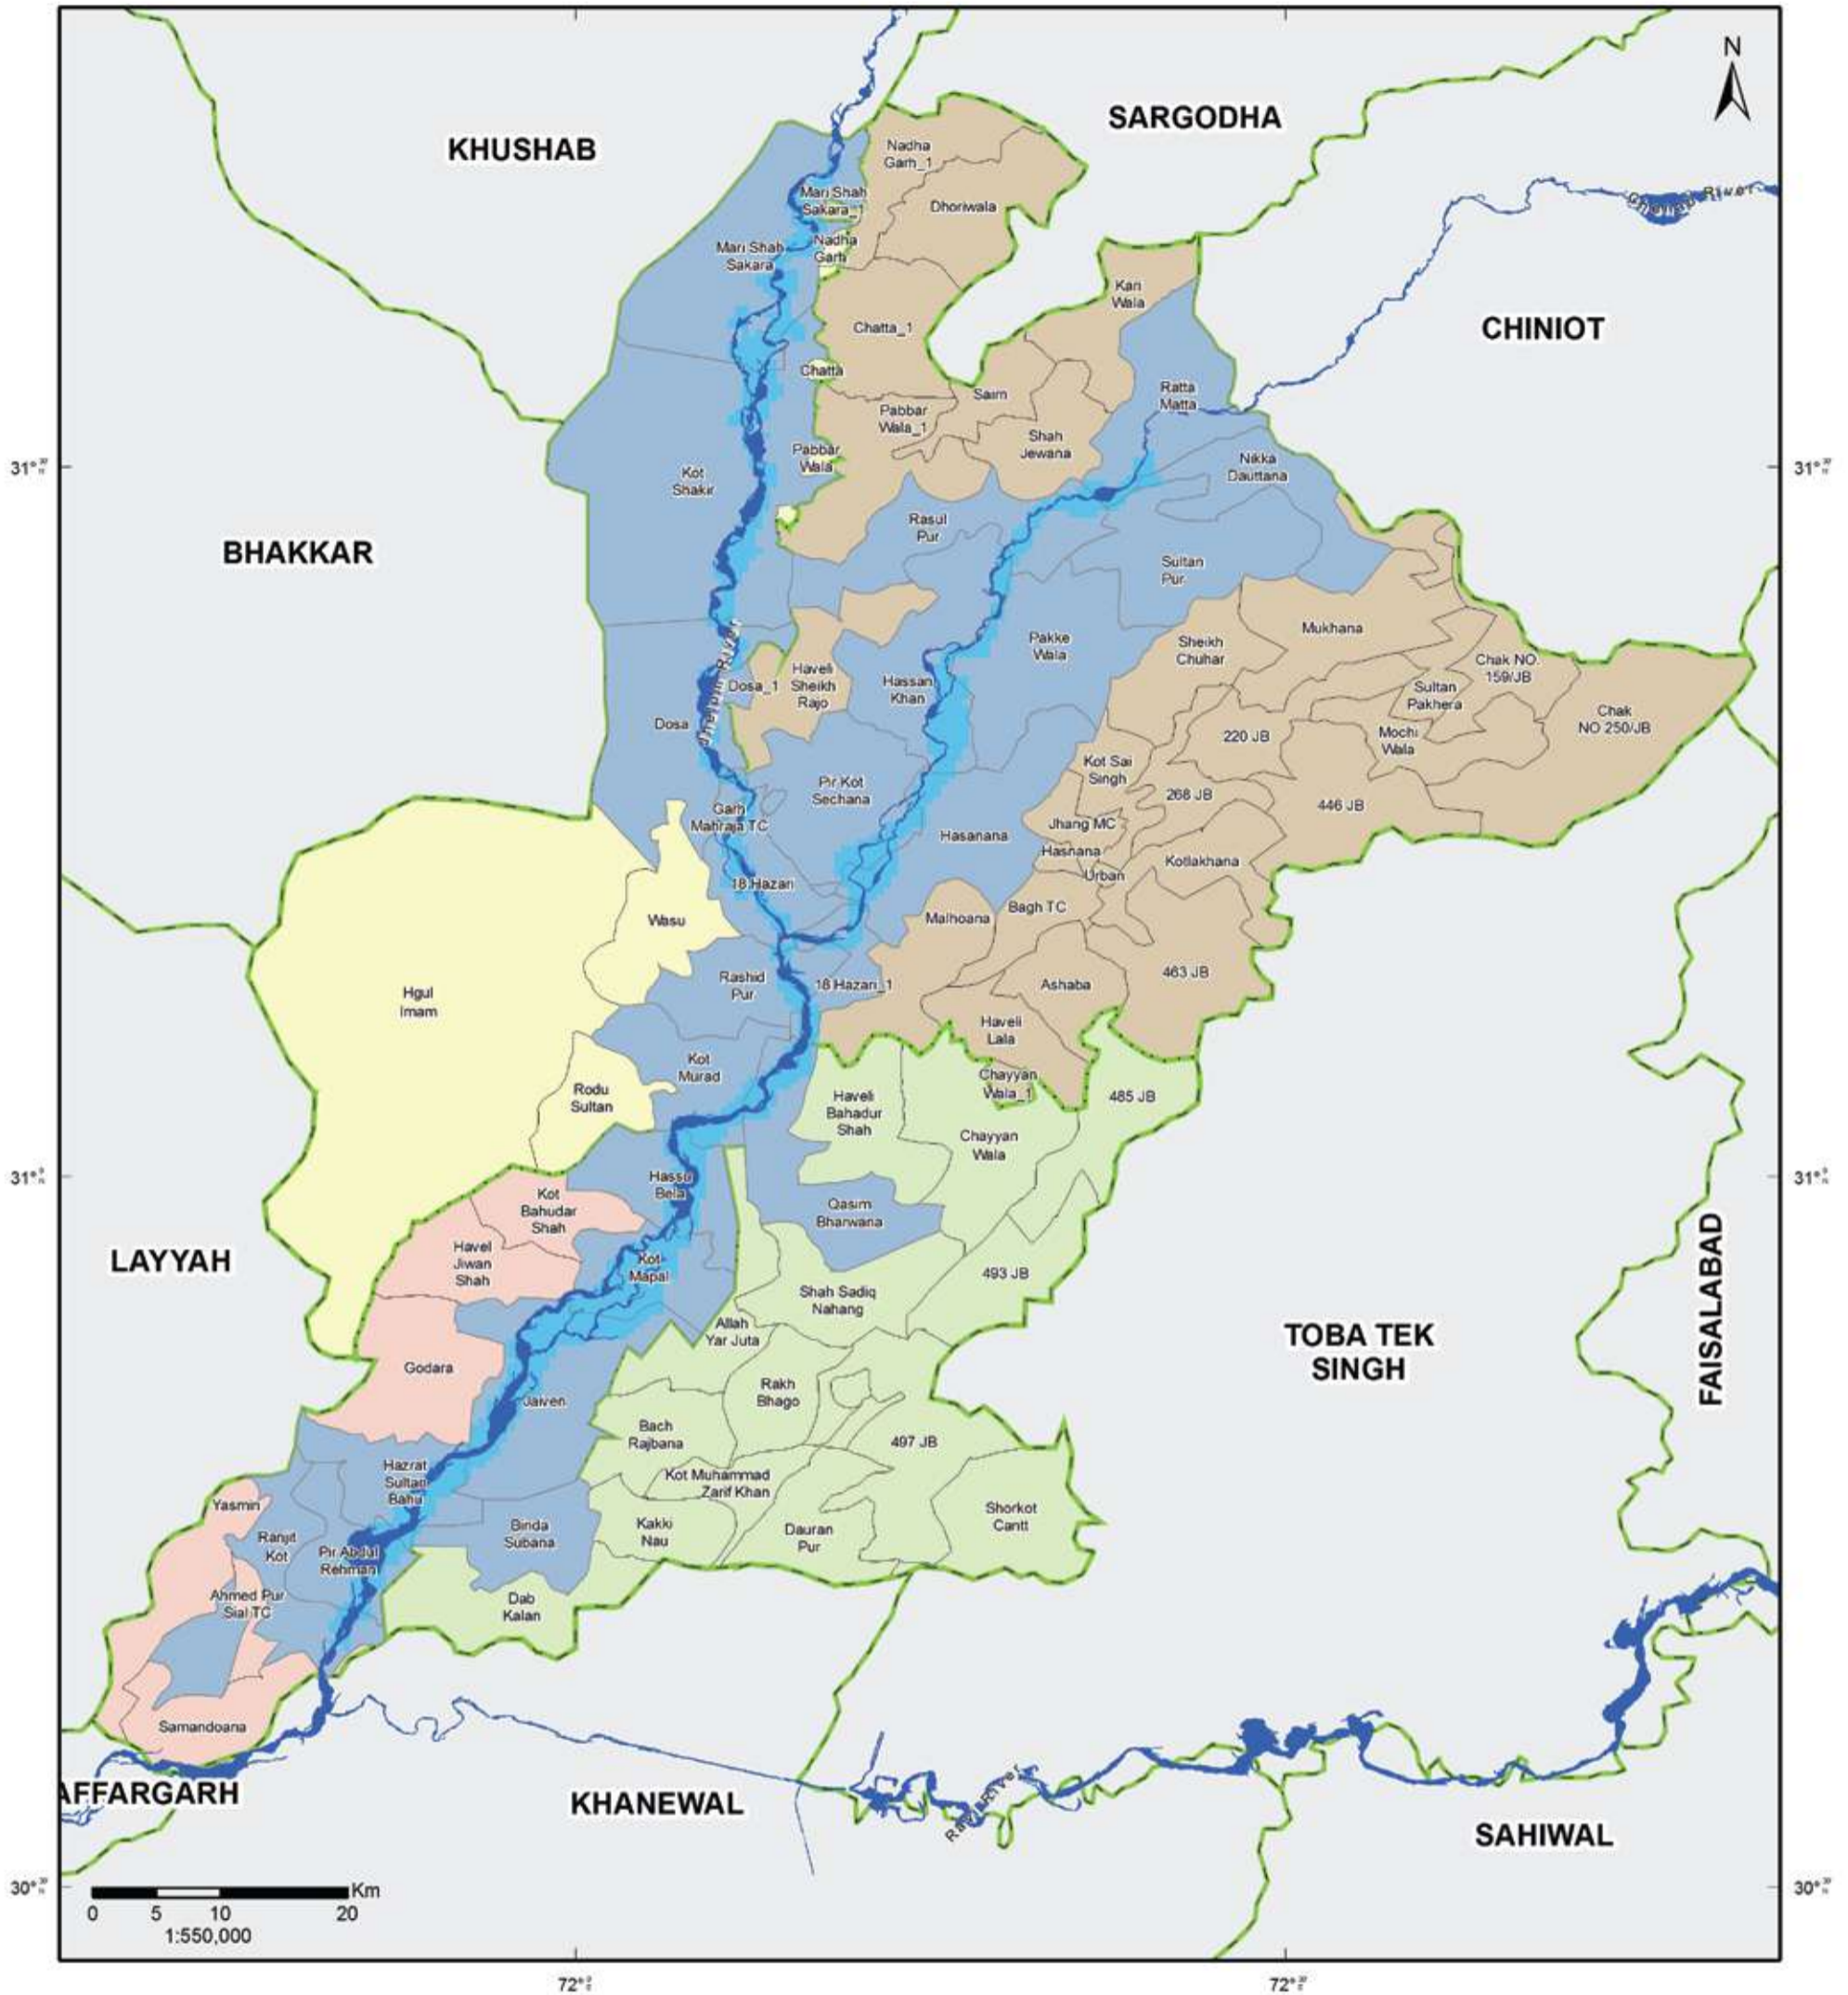 N
KHUSHAB
SARGODHA
Nadha
Garh_1
Mari Shah
Sakara_1
Dhoriwala
Chenab River
Mari Shah
Sakara
Nadha
Garh
Kari
Wala
Chatta_1
CHINIOT
Chatta
Sairn
Ratta
Matta
Pabbar
Wala_1
Shah
Jewana
Pabbar
Wala
Nikka
Dauttana
31°
31°
Kot
Shakir
Rasul
Pur
BHAKKAR
Sultan
Pur
Jhelum River
Pakke
Wala
Sheikh
Chuhar
Mukhana
Chak NO.
159/JB
Dosa_1
Haveli
Sheikh
Rajo
Hassan
Khan
Sultan
Pakhera
Chak
NO 250/JB
Dosa
220 JB
Mochi
Wala
Kot Sai
Singh
Pir Kot
Sechana
268 JB
446 JB
Garh
Mahraja TC
Hasanana
Jhang MC
Hasnana
Urban
Kotlakhana
18 Hazari
Wasu
Malhoana
Bagh TC
Rashid
Pur
18 Hazari_1
Ashaba
463 JB
Hgul
Imam
Haveli
Lala
Kot
Murad
Chayyan
Wala_1
Rodu
Sultan
Haveli
Bahadur
Shah
485 JB
Chayyan
Wala
31°
31°
Hassu
Bela
Kot
Bahudar
Shah
Qasim
Bharwana
LAYYAH
Havel
Jiwan
Shah
Kot
Mapal
493 JB
Shah Sadiq
Nahang
FAISALABAD
Allah
Yar Juta
TOBA TEK
SINGH
Godara
Rakh
Bhago
Jaiven
Bach
Rajbana
497 JB
Hazrat
Sultan
Bahu
Kot Muhammad
Zarif Khan
Yasmin
Shorkot
Cantt
Ranjit
Kot
Binda
Subana
Kakki
Nau
Dauran
Pur
Pir Abdul
Rehman
Ahmed Pur
Sial TC
Dab
Kalan
Samandoana
AFFARGARH
KHANEWAL
Ravi River
SAHIWAL
30°
30°
Km
0 5 10 20
1:550,000
72°
72°